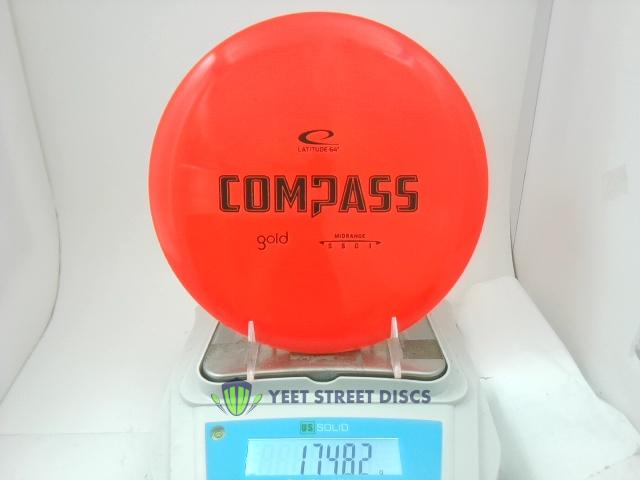 LATITUDE 64°
COMPASS
gold
MIDRANGE
5 5 0 1
YEET STREET DISCS
US SOLID
174.82 g